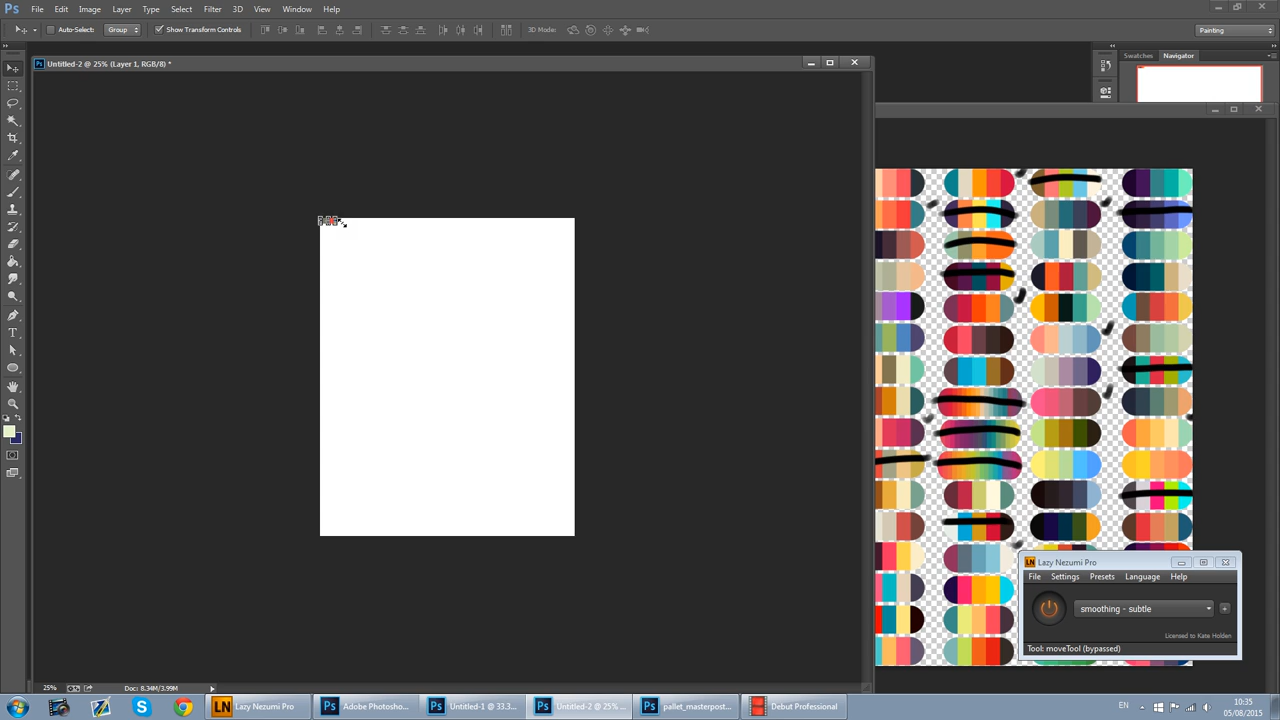 Ps File Edit Image Layer Type Select Filter 3D View Window Help
Auto-Select: Group Show Transform Controls 3D Mode: Painting
Swatches Navigator
Untitled-2 @ 25% (Layer 1, RGB/8) *
LN Lazy Nezumi Pro
File Settings Presets Language Help
smoothing - subtle
+
Licensed to Kate Holden
Tool: moveTool (bypassed)
25% Doc: 8.34M/3.99M
Lazy Nezumi Pro Adobe Photosho... Untitled-1 @ 33.3... Untitled-2 @ 25% ... pallet_masterpost... Debut Professional EN 10:35
05/08/2015